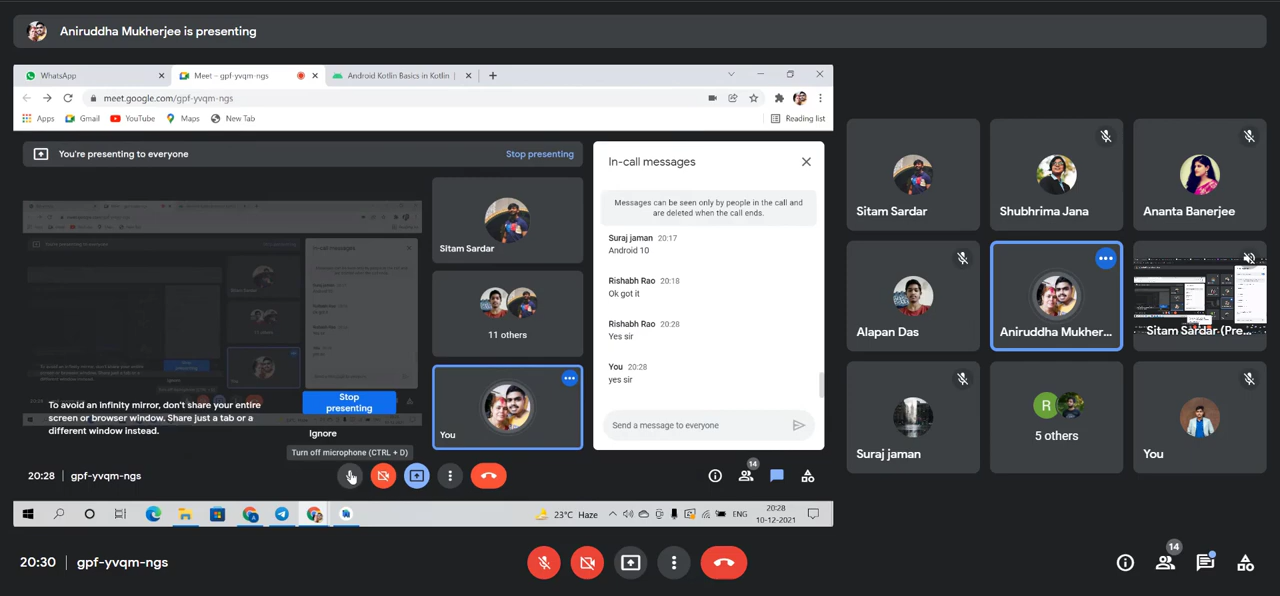 Aniruddha Mukherjee is presenting
WhatsApp
Meet – gpf-yvqm-ngs
Android Kotlin Basics in Kotlin
meet.google.com/gpf-yvqm-ngs
Apps
Gmail
YouTube
Maps
New Tab
Reading list
You're presenting to everyone
Stop presenting
Sitam Sardar
11 others
You
To avoid an infinity mirror, don't share your entire
screen or browser window. Share just a tab or a
different window instead.
Stop
presenting
Ignore
Turn off microphone (CTRL + D)
20:28 | gpf-yvqm-ngs
14
In-call messages
Messages can be seen only by people in the call and
are deleted when the call ends.
Suraj jaman 20:17
Android 10
Rishabh Rao 20:18
Ok got it
Rishabh Rao 20:28
Yes sir
You 20:28
yes sir
Send a message to everyone
23°C Haze
ENG
20:28
10-12-2021
Sitam Sardar
Shubhrima Jana
Ananta Banerjee
Alapan Das
Aniruddha Mukher...
Sitam Sardar (Pre...
Suraj jaman
R
5 others
You
20:30 | gpf-yvqm-ngs
14